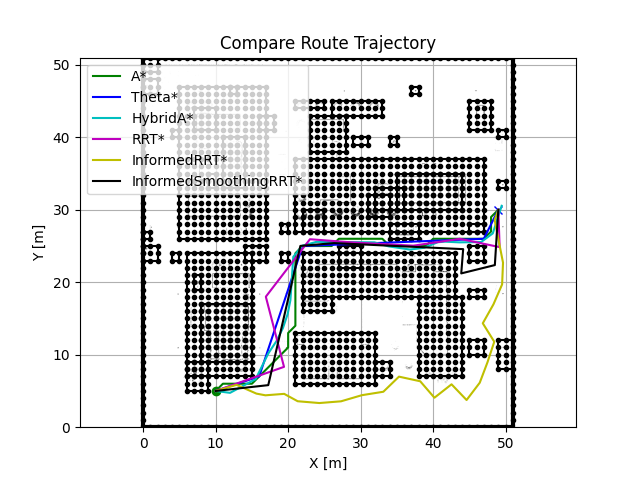 Compare Route Trajectory
A*
Theta*
HybridA*
RRT*
InformedRRT*
InformedSmoothingRRT*
50
40
30
20
10
0
Y [m]
0 10 20 30 40 50
X [m]